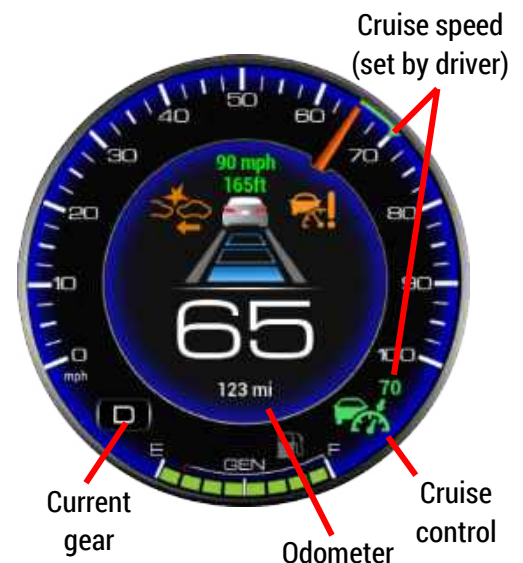 Cruise speed
(set by driver)
50
40
60
30
70
90 mph
165ft
20
80
10
90
65
0
100
mph
123 mi
70
D
E
GEN
F
Current
gear
Cruise
control
Odometer